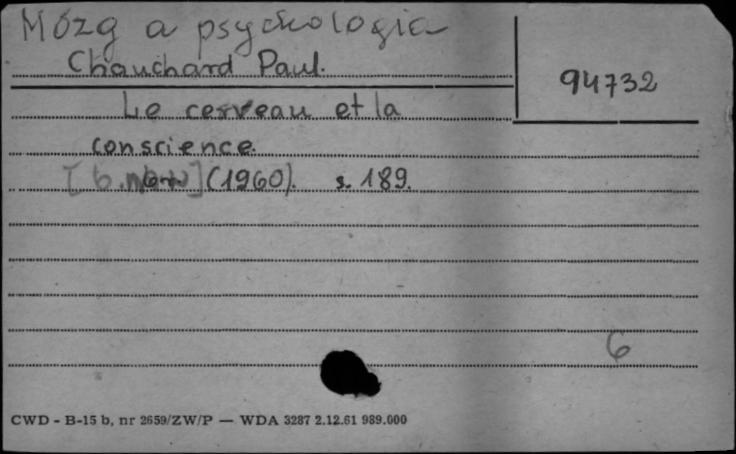 Mózg a psychologia
Chauchard Paul.
94732
Le cerveau et la
conscience.
[b. m. (1960). s. 189.
6
CWD - B-15 b, nr 2659/ZW/P — WDA 3287 2.12.61 989.000